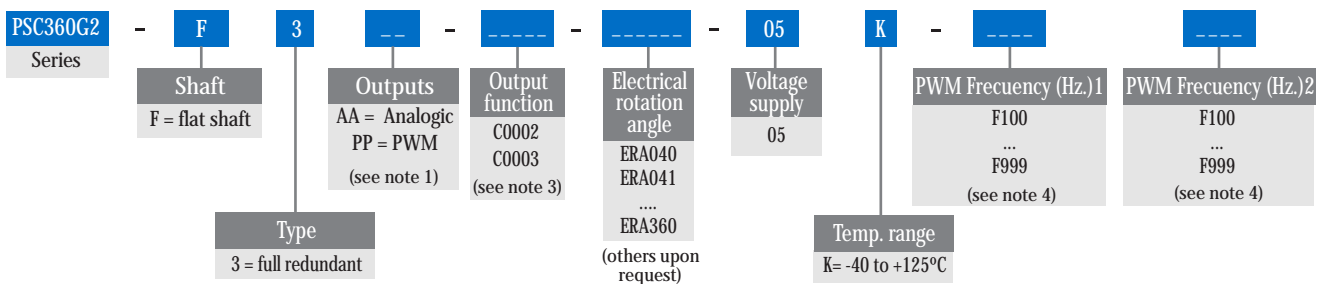 PSC360G2 - F 3 _ _ - _ _ _ _ _ - _ _ _ _ _ _ - 05 K - _ _ _ _ _ _ _ _
Series
Shaft
F = flat shaft
Type
3 = full redundant
Outputs
AA = Analogic
PP = PWM
(see note 1)
Output
function
C0002
C0003
(see note 3)
Electrical
rotation
angle
ERA040
ERA041
....
ERA360
(others upon
request)
Voltage
supply
05
Temp. range
K= -40 to +125ºC
PWM Frecuency (Hz.)1
F100
...
F999
(see note 4)
PWM Frecuency (Hz.)2
F100
...
F999
(see note 4)